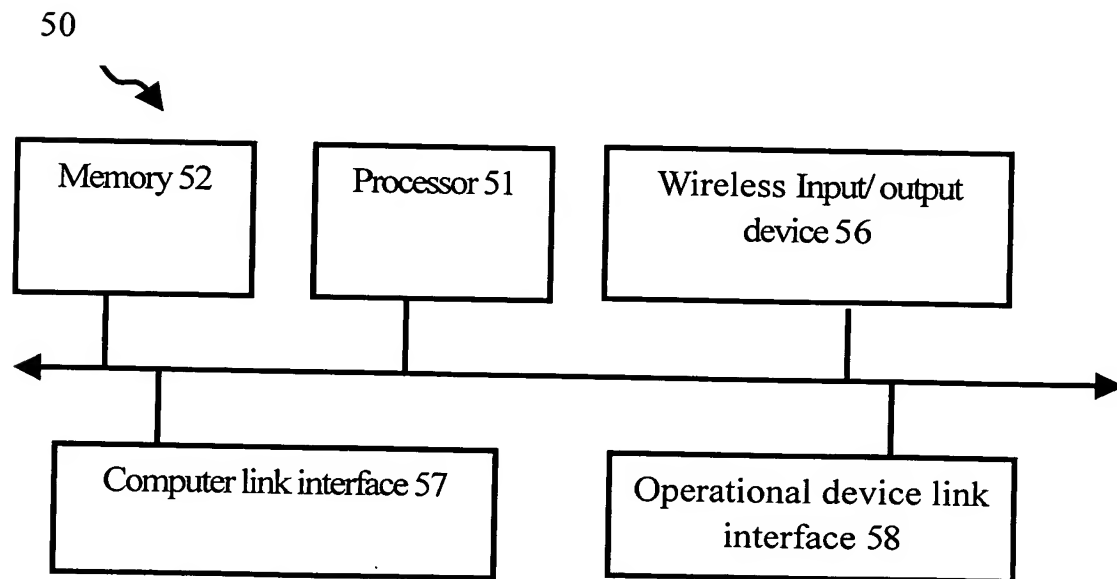 50
Memory 52
Processor 51
Wireless Input/ output
device 56
Computer link interface 57
Operational device link
interface 58